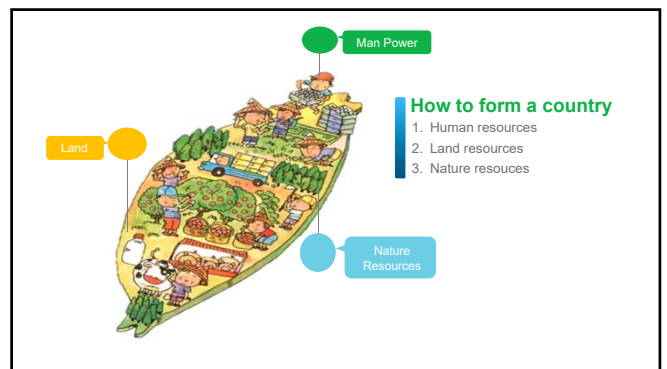 Man Power
How to form a country
1. Human resources
2. Land resources
3. Nature resouces
Land
Nature
Resources